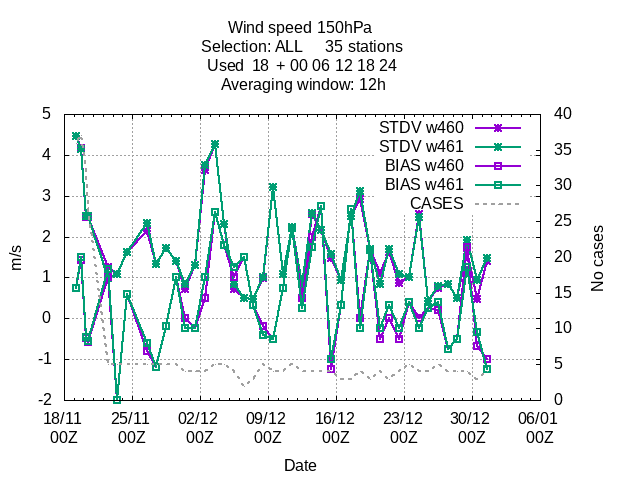 Wind speed 150hPa
Selection: ALL 35 stations
Used 18 + 00 06 12 18 24
Averaging window: 12h
5 40
STDV w460
STDV w461
BIAS w460
BIAS w461
CASES
4 35
3 30
2 25
1 20
0 15
-1 10
-2 5
0
m/s
No cases
18/11 25/11 02/12 09/12 16/12 23/12 30/12 06/01
00Z 00Z 00Z 00Z 00Z 00Z 00Z 00Z
Date